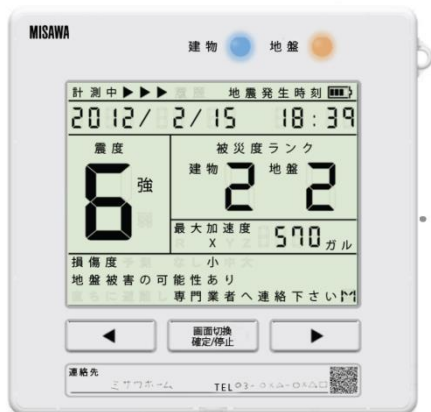 MISAWA
建物 地盤
計測中▶▶▶ 地震発生時刻
2012/ 2/15 18:39
震度 被災度ランク
6強 建物2 地盤2
最大加速度
X 570ガル
損傷度 小
地盤被害の可能性あり
専門業者へ連絡下さい
◀ 画面切換 ▶
確定/停止
連絡先
ミサワホーム TEL03-0XΔ-0XΔ□